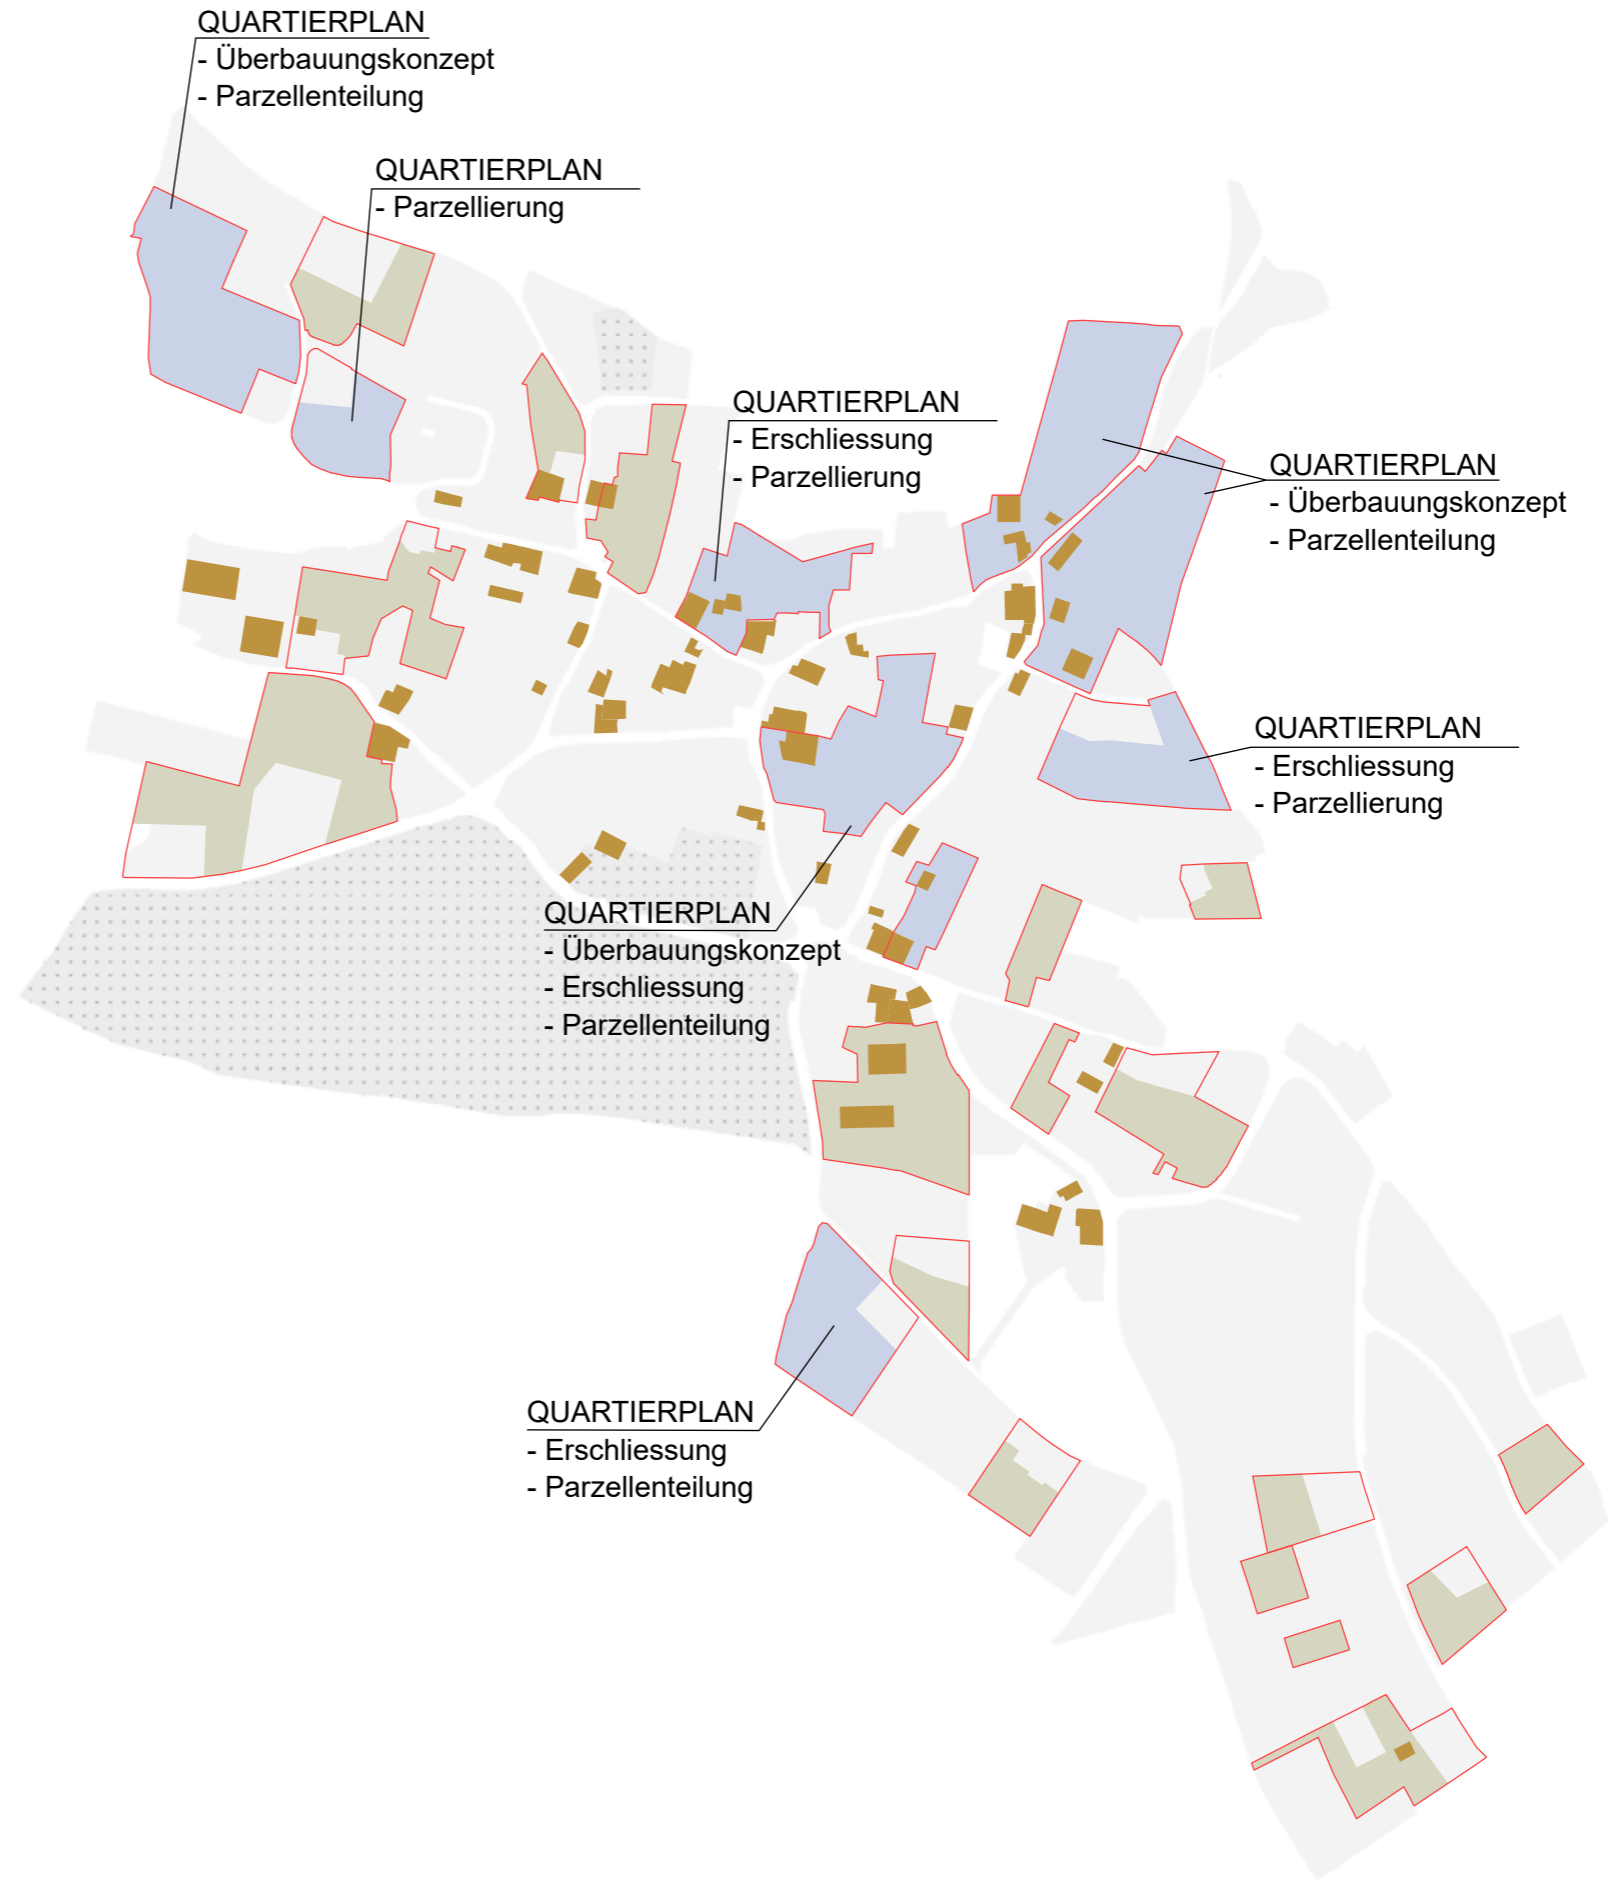 QUARTIERPLAN
- Überbauungskonzept
- Parzellenteilung
QUARTIERPLAN
- Parzellierung
QUARTIERPLAN
- Erschliessung
- Parzellierung
QUARTIERPLAN
- Überbauungskonzept
- Parzellenteilung
QUARTIERPLAN
- Erschliessung
- Parzellierung
QUARTIERPLAN
- Überbauungskonzept
- Erschliessung
- Parzellenteilung
QUARTIERPLAN
- Erschliessung
- Parzellenteilung